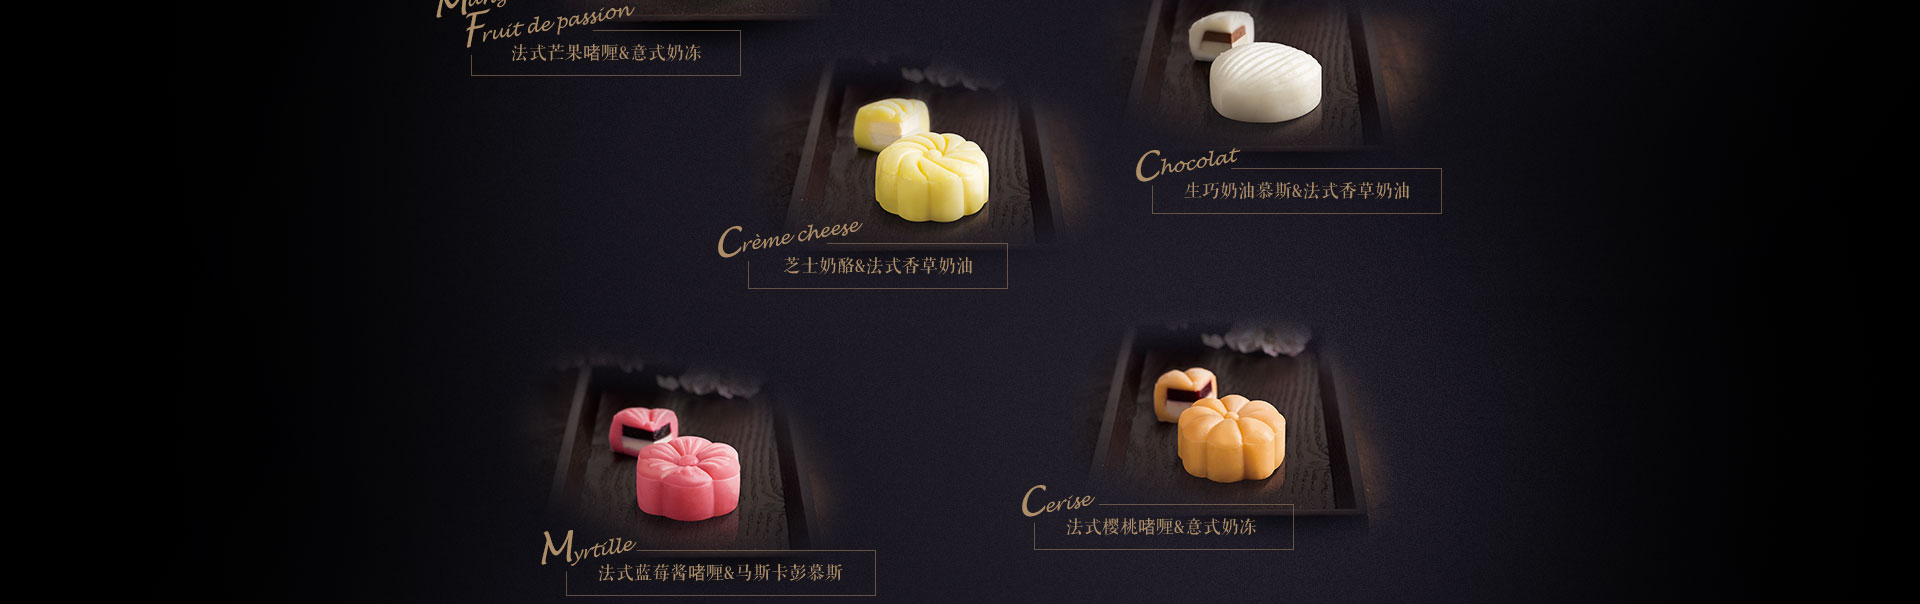 Fruit de passion
法式芒果啫喱&意式奶冻
Chocolat
生巧奶油慕斯&法式香草奶油
Crème cheese
芝士奶酪&法式香草奶油
Cerise
法式樱桃啫喱&意式奶冻
Myrtille
法式蓝莓酱啫喱&马斯卡彭慕斯